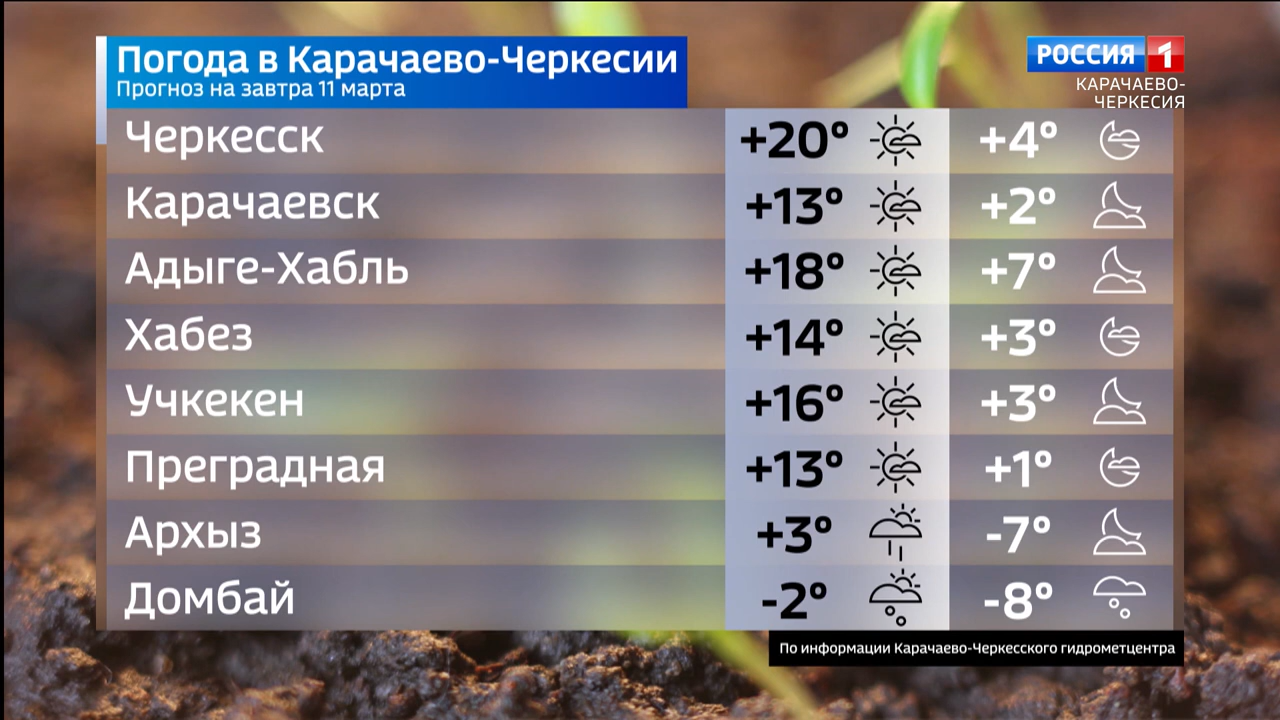 Погода в Карачаево-Черкесии
Прогноз на завтра 11 марта
РОССИЯ 1
КАРАЧАЕВО-
ЧЕРКЕСИЯ
Черкесск +20° +4°
Карачаевск +13° +2°
Адыге-Хабль +18° +7°
Хабез +14° +3°
Учкекен +16° +3°
Преградная +13° +1°
Архыз +3° -7°
Домбай -2° -8°
По информации Карачаево-Черкесского гидрометцентра